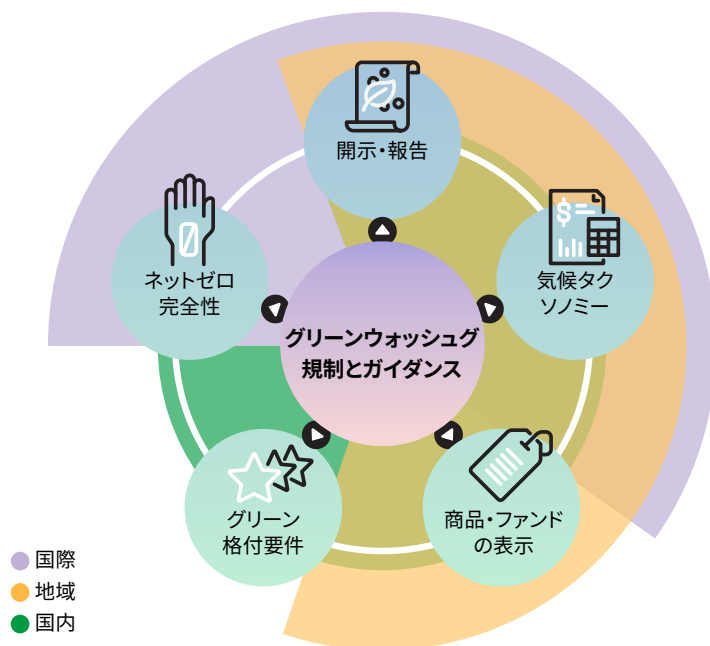 開示・報告
ネットゼロ
完全性
気候タク
ソノミー
グリーンウォッシュグ
規制とガイダンス
グリーン
格付要件
商品・ファンド
の表示
国際
地域
国内